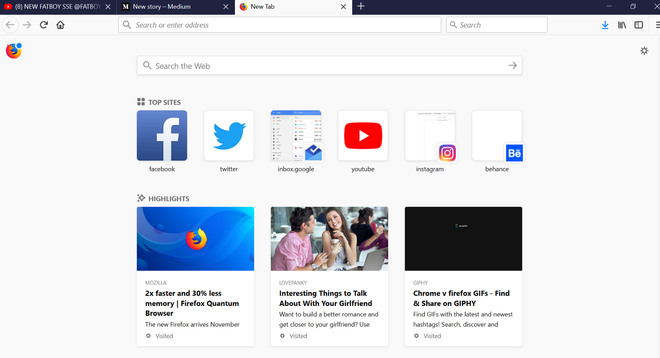 (8) NEW FATBOY SSE @FATBOY
New story – Medium
New Tab
Search or enter address
Search
Search the Web
TOP SITES
facebook
twitter
inbox.google
youtube
instagram
behance
Bē
HIGHLIGHTS
MOZILLA
2x faster and 30% less
memory | Firefox Quantum
Browser
The new Firefox arrives November
Visited
LOVEPANKY
Interesting Things to Talk
About With Your Girlfriend
Want to build a better romance and
get closer to your girlfriend? Use
Visited
GIPHY
Chrome v firefox GIFs - Find
& Share on GIPHY
Find GIFs with the latest and newest
hashtags! Search, discover and
Visited